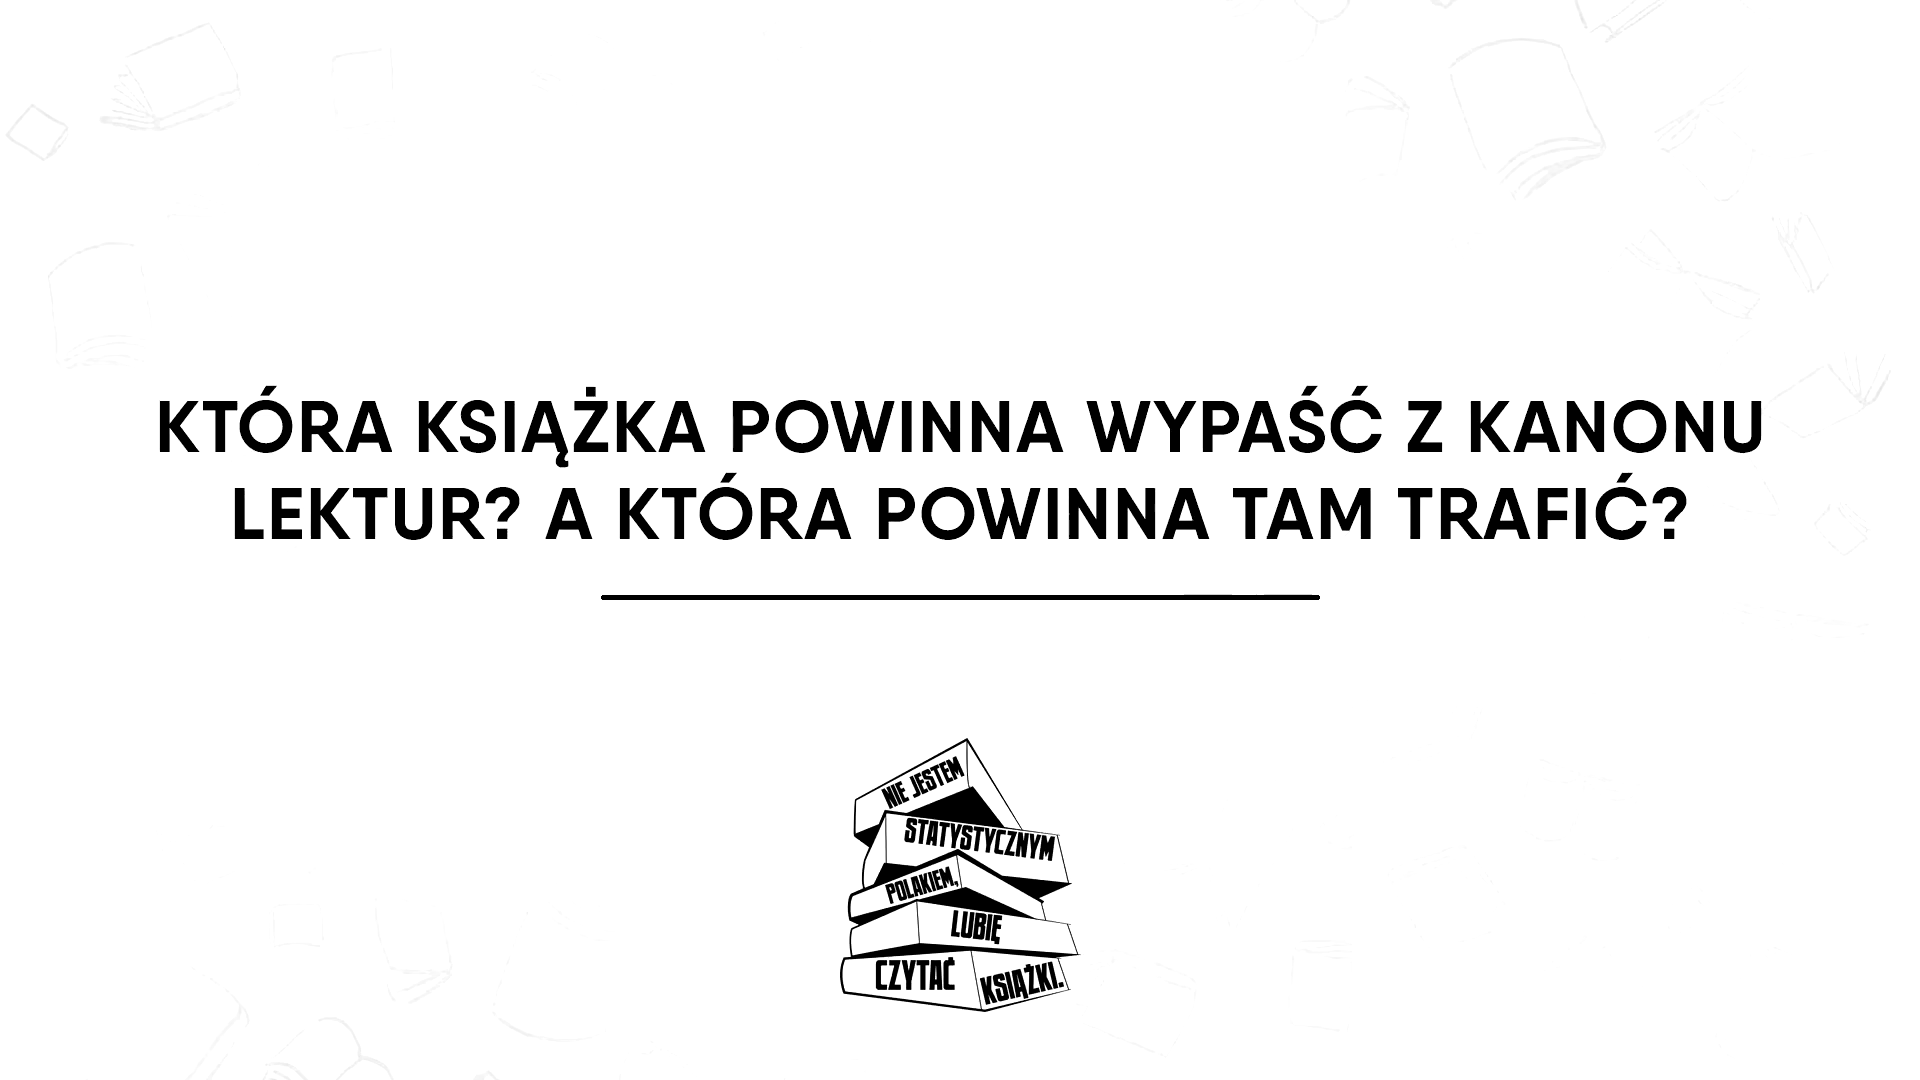 KTÓRA KSIĄŻKA POWINNA WYPAŚĆ Z KANONU
LEKTUR? A KTÓRA POWINNA TAM TRAFIĆ?
NIE JESTEM
STATYSTYCZNYM
POLAKIEM,
LUBIĘ
CZYTAĆ KSIĄŻKI.